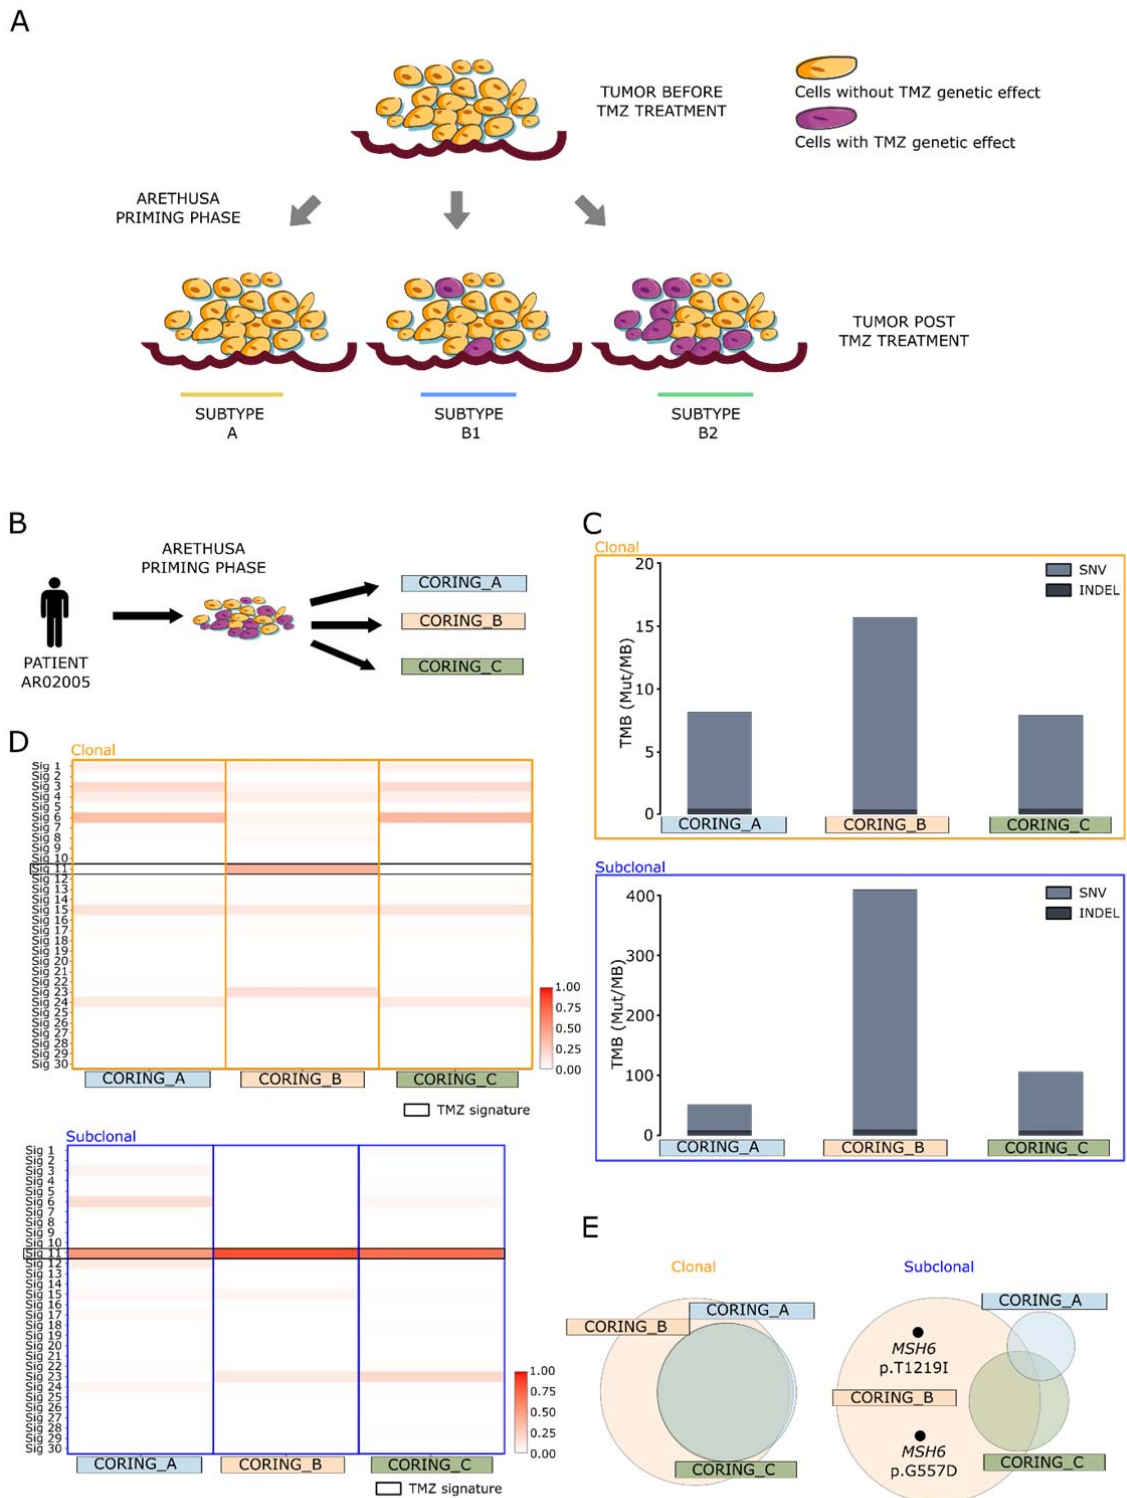 A
TUMOR BEFORE
TMZ TREATMENT
Cells without TMZ genetic effect
Cells with TMZ genetic effect
ARETHUSA
PRIMING PHASE
TUMOR POST
TMZ TREATMENT
SUBTYPE
A
SUBTYPE
B1
SUBTYPE
B2
B
ARETHUSA
PRIMING PHASE
PATIENT
AR02005
CORING_A
CORING_B
CORING_C
C
Clonal
TMB (Mut/MB)
20
15
10
5
0
SNV
INDEL
CORING_A
CORING_B
CORING_C
Subclonal
TMB (Mut/MB)
400
300
200
100
0
SNV
INDEL
CORING_A
CORING_B
CORING_C
D
Clonal
Sig 1
Sig 2
Sig 3
Sig 4
Sig 5
Sig 6
Sig 7
Sig 8
Sig 9
Sig 10
Sig 11
Sig 12
Sig 13
Sig 14
Sig 15
Sig 16
Sig 17
Sig 18
Sig 19
Sig 20
Sig 21
Sig 22
Sig 23
Sig 24
Sig 25
Sig 26
Sig 27
Sig 28
Sig 29
Sig 30
1.00
0.75
0.50
0.25
0.00
CORING_A
CORING_B
CORING_C
TMZ signature
Subclonal
Sig 1
Sig 2
Sig 3
Sig 4
Sig 5
Sig 6
Sig 7
Sig 8
Sig 9
Sig 10
Sig 11
Sig 12
Sig 13
Sig 14
Sig 15
Sig 16
Sig 17
Sig 18
Sig 19
Sig 20
Sig 21
Sig 22
Sig 23
Sig 24
Sig 25
Sig 26
Sig 27
Sig 28
Sig 29
Sig 30
1.00
0.75
0.50
0.25
0.00
CORING_A
CORING_B
CORING_C
TMZ signature
E
Clonal
CORING_A
CORING_B
CORING_C
Subclonal
CORING_A
MSH6
p.T1219I
CORING_B
MSH6
p.G557D
CORING_C